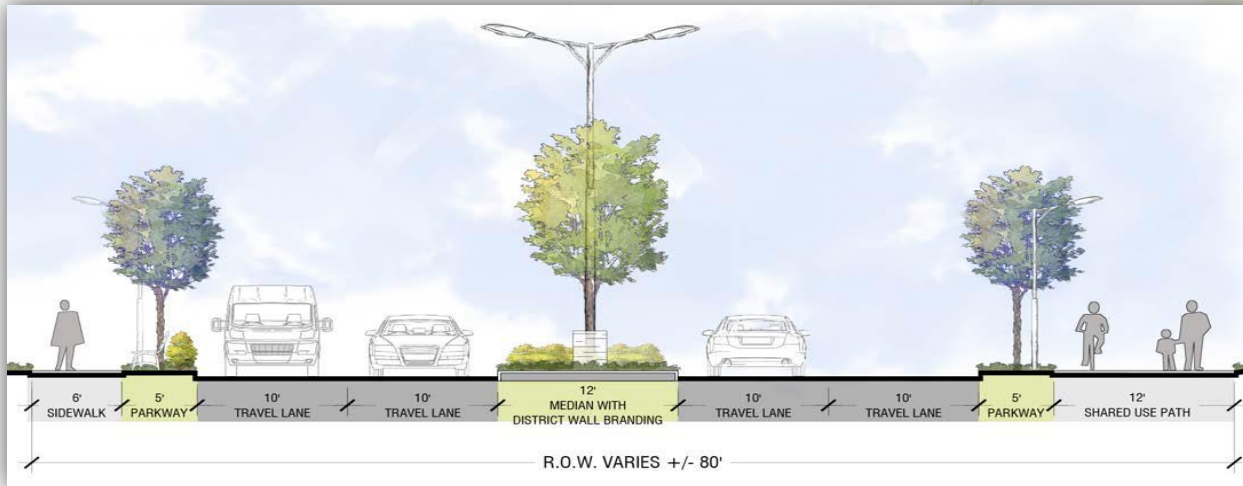 6'
SIDEWALK
5'
PARKWAY
10'
TRAVEL LANE
10'
TRAVEL LANE
12'
MEDIAN WITH
DISTRICT WALL BRANDING
10'
TRAVEL LANE
10'
TRAVEL LANE
5'
PARKWAY
12'
SHARED USE PATH
R.O.W. VARIES +/- 80'